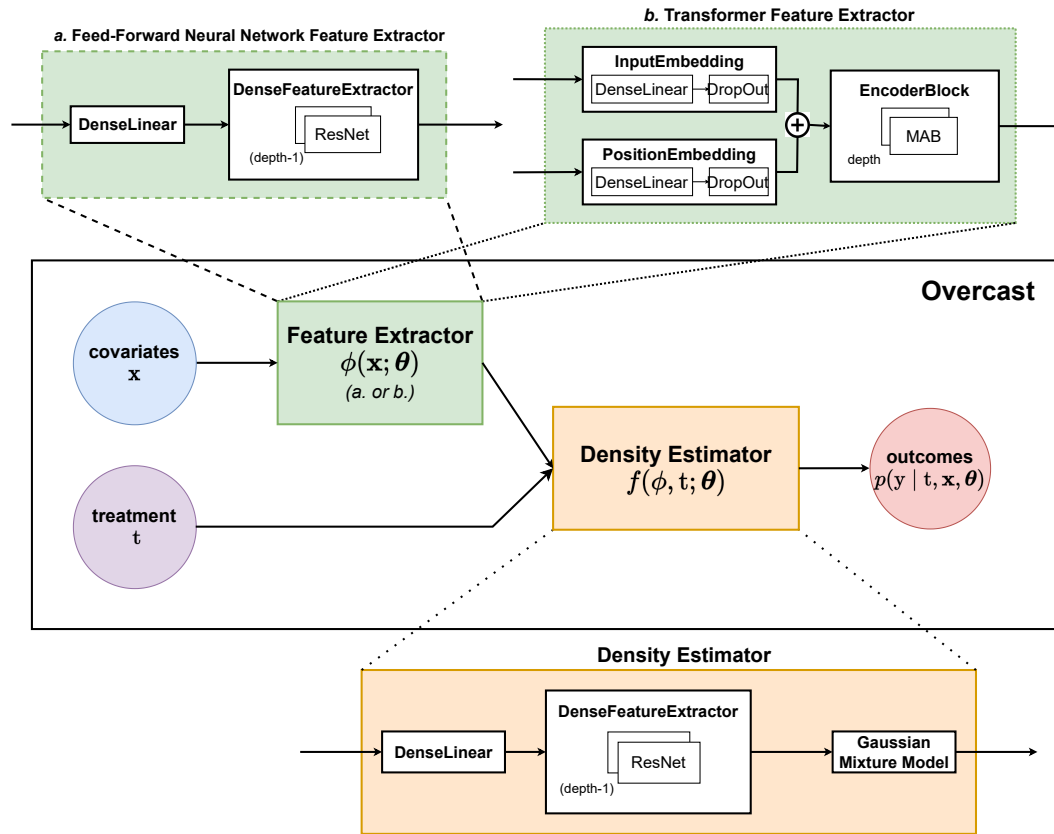 a. Feed-Forward Neural Network Feature Extractor
DenseLinear
DenseFeatureExtractor
ResNet
(depth-1)
b. Transformer Feature Extractor
InputEmbedding
DenseLinear
DropOut
PositionEmbedding
DenseLinear
DropOut
+
EncoderBlock
MAB
depth
Overcast
covariates
x
Feature Extractor
ϕ(x; θ)
(a. or b.)
treatment
t
Density Estimator
f(ϕ, t; θ)
outcomes
p(y | t, x, θ)
Density Estimator
DenseLinear
DenseFeatureExtractor
ResNet
(depth-1)
Gaussian
Mixture Model